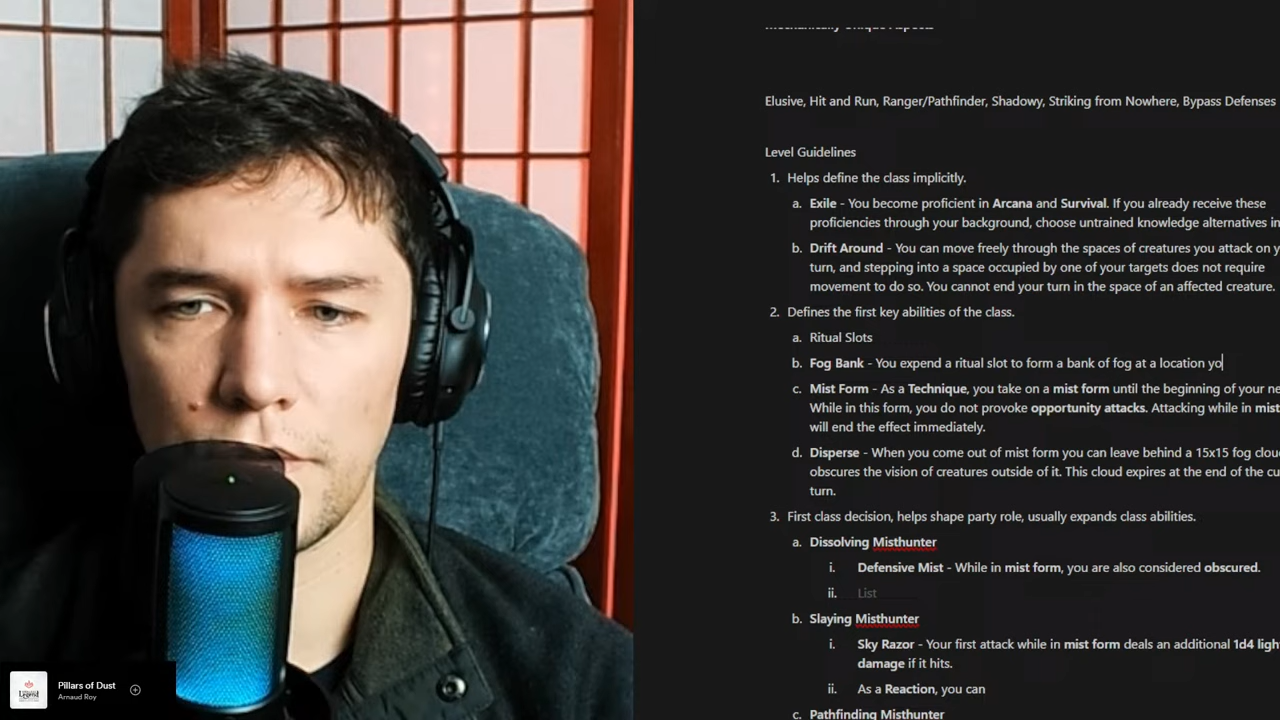 Mechanically Unique Aspects
Elusive, Hit and Run, Ranger/Pathfinder, Shadowy, Striking from Nowhere, Bypass Defenses
Level Guidelines
1. Helps define the class implicitly.
a. Exile - You become proficient in Arcana and Survival. If you already receive these
proficiencies through your background, choose untrained knowledge alternatives in
b. Drift Around - You can move freely through the spaces of creatures you attack on y
turn, and stepping into a space occupied by one of your targets does not require
movement to do so. You cannot end your turn in the space of an affected creature.
2. Defines the first key abilities of the class.
a. Ritual Slots
b. Fog Bank - You expend a ritual slot to form a bank of fog at a location yo
c. Mist Form - As a Technique, you take on a mist form until the beginning of your ne
While in this form, you do not provoke opportunity attacks. Attacking while in mist
will end the effect immediately.
d. Disperse - When you come out of mist form you can leave behind a 15x15 fog clou
obscures the vision of creatures outside of it. This cloud expires at the end of the cu
turn.
3. First class decision, helps shape party role, usually expands class abilities.
a. Dissolving Misthunter
i. Defensive Mist - While in mist form, you are also considered obscured.
ii. List
b. Slaying Misthunter
i. Sky Razor - Your first attack while in mist form deals an additional 1d4 ligh
damage if it hits.
ii. As a Reaction, you can
c. Pathfinding Misthunter
Legend
Pillars of Dust
Arnaud Roy